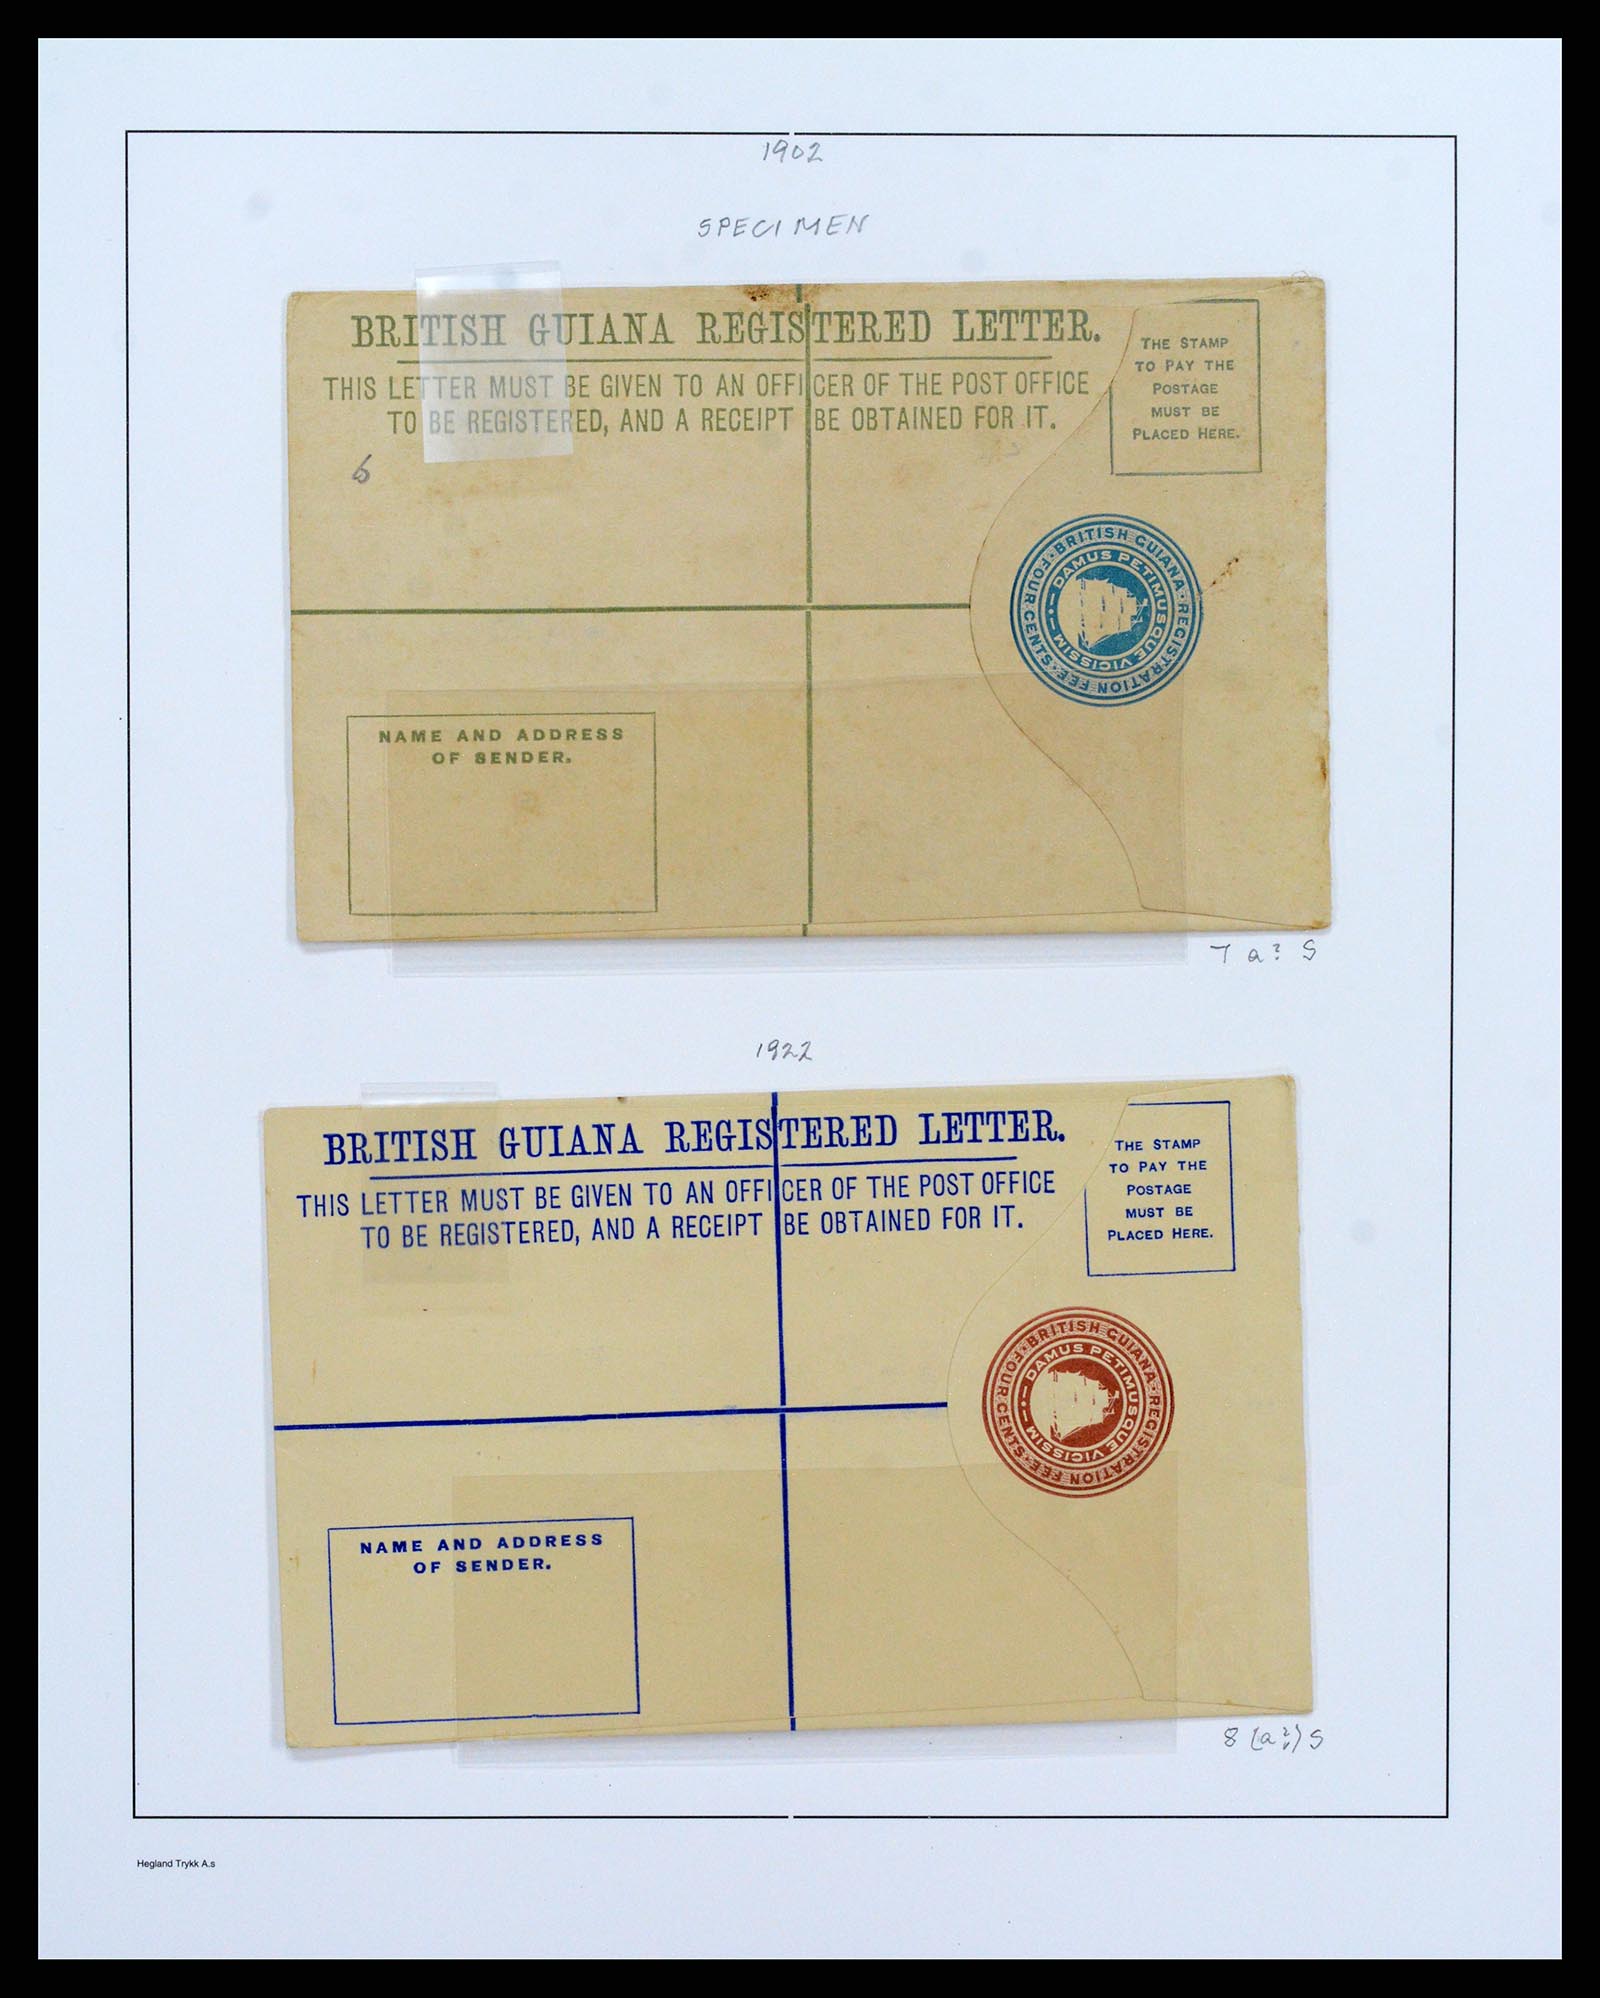 1902
SPECIMEN
BRITISH GUIANA REGISTERED LETTER.
THIS LETTER MUST BE GIVEN TO AN OFFICER OF THE POST OFFICE
TO BE REGISTERED, AND A RECEIPT BE OBTAINED FOR IT.
THE STAMP
TO PAY THE
POSTAGE
MUST BE
PLACED HERE.
6
BRITISH GUIANA · REGISTRATION FEE · FOUR CENTS ·
DAMUS PETIMUSQUE VICISSIM
NAME AND ADDRESS
OF SENDER.
7 a? S
1922
BRITISH GUIANA REGISTERED LETTER.
THIS LETTER MUST BE GIVEN TO AN OFFICER OF THE POST OFFICE
TO BE REGISTERED, AND A RECEIPT BE OBTAINED FOR IT.
THE STAMP
TO PAY THE
POSTAGE
MUST BE
PLACED HERE.
BRITISH GUIANA · REGISTRATION FEE · FOUR CENTS ·
DAMUS PETIMUSQUE VICISSIM
NAME AND ADDRESS
OF SENDER.
8 (a?) S
Hegland Trykk A.s